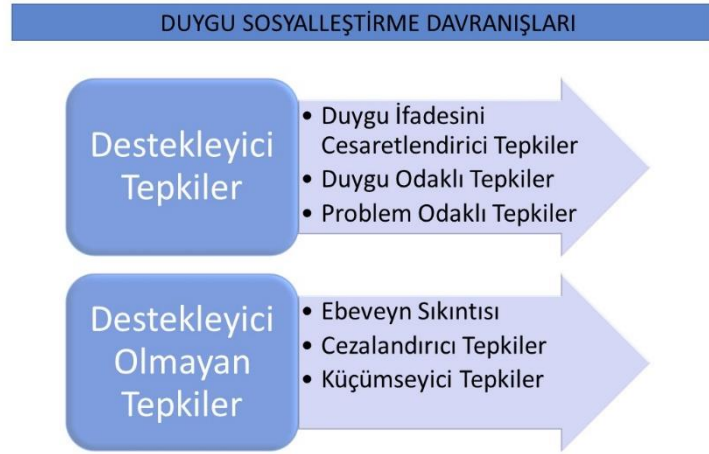 DUYGU SOSYALLEŞTİRME DAVRANIŞLARI
Destekleyici
Tepkiler
• Duygu İfadesini
Cesaretlendirici Tepkiler
• Duygu Odaklı Tepkiler
• Problem Odaklı Tepkiler
Destekleyici
Olmayan
Tepkiler
• Ebeveyn Sıkıntısı
• Cezalandırıcı Tepkiler
• Küçümseyici Tepkiler